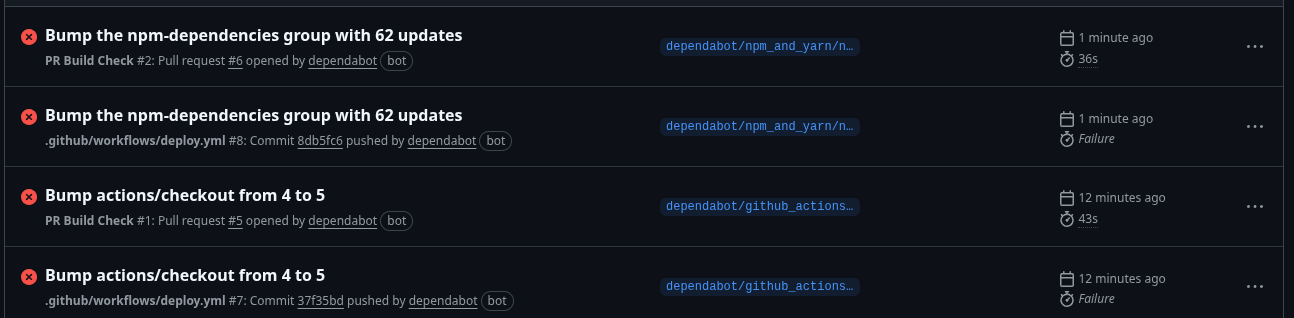 Bump the npm-dependencies group with 62 updates
PR Build Check #2: Pull request #6 opened by dependabot bot
dependabot/npm_and_yarn/n…
1 minute ago
36s
Bump the npm-dependencies group with 62 updates
.github/workflows/deploy.yml #8: Commit 8db5fc6 pushed by dependabot bot
dependabot/npm_and_yarn/n…
1 minute ago
Failure
Bump actions/checkout from 4 to 5
PR Build Check #1: Pull request #5 opened by dependabot bot
dependabot/github_actions…
12 minutes ago
43s
Bump actions/checkout from 4 to 5
.github/workflows/deploy.yml #7: Commit 37f35bd pushed by dependabot bot
dependabot/github_actions…
12 minutes ago
Failure